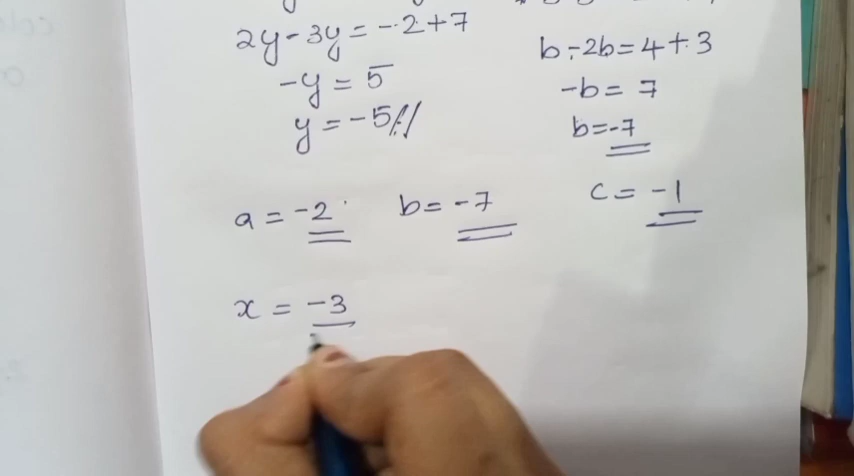 2y-3y=-2+7
-y=5
y=-5//
b-2b=4+3
-b=7
b=-7
a=-2 b=-7 c=-1
x=-3